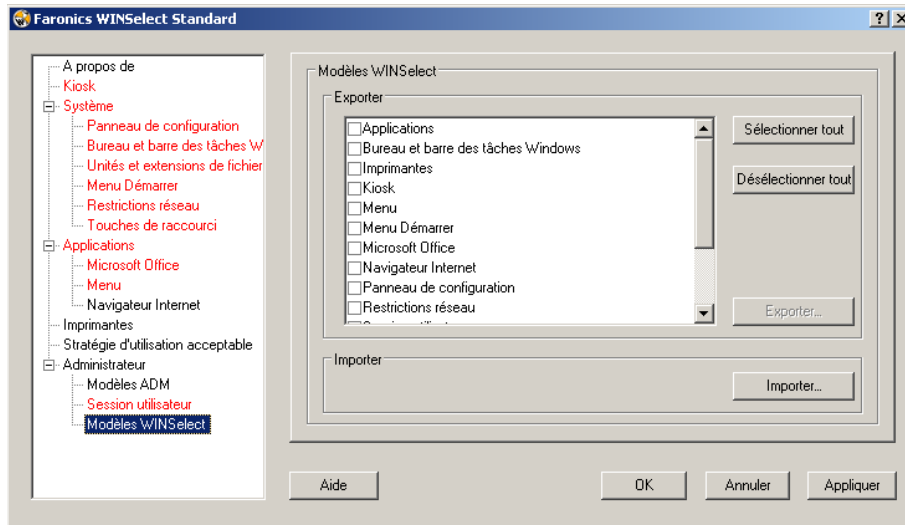 Faronics WINSelect Standard
A propos de
Kiosk
Système
Panneau de configuration
Bureau et barre des tâches W
Unités et extensions de fichier
Menu Démarrer
Restrictions réseau
Touches de raccourci
Applications
Microsoft Office
Menu
Navigateur Internet
Imprimantes
Stratégie d'utilisation acceptable
Administrateur
Modèles ADM
Session utilisateur
Modèles WINSelect
Modèles WINSelect
Exporter
Applications
Bureau et barre des tâches Windows
Imprimantes
Kiosk
Menu
Menu Démarrer
Microsoft Office
Navigateur Internet
Panneau de configuration
Restrictions réseau
Sélectionner tout
Désélectionner tout
Exporter...
Importer
Importer...
Aide
OK
Annuler
Appliquer